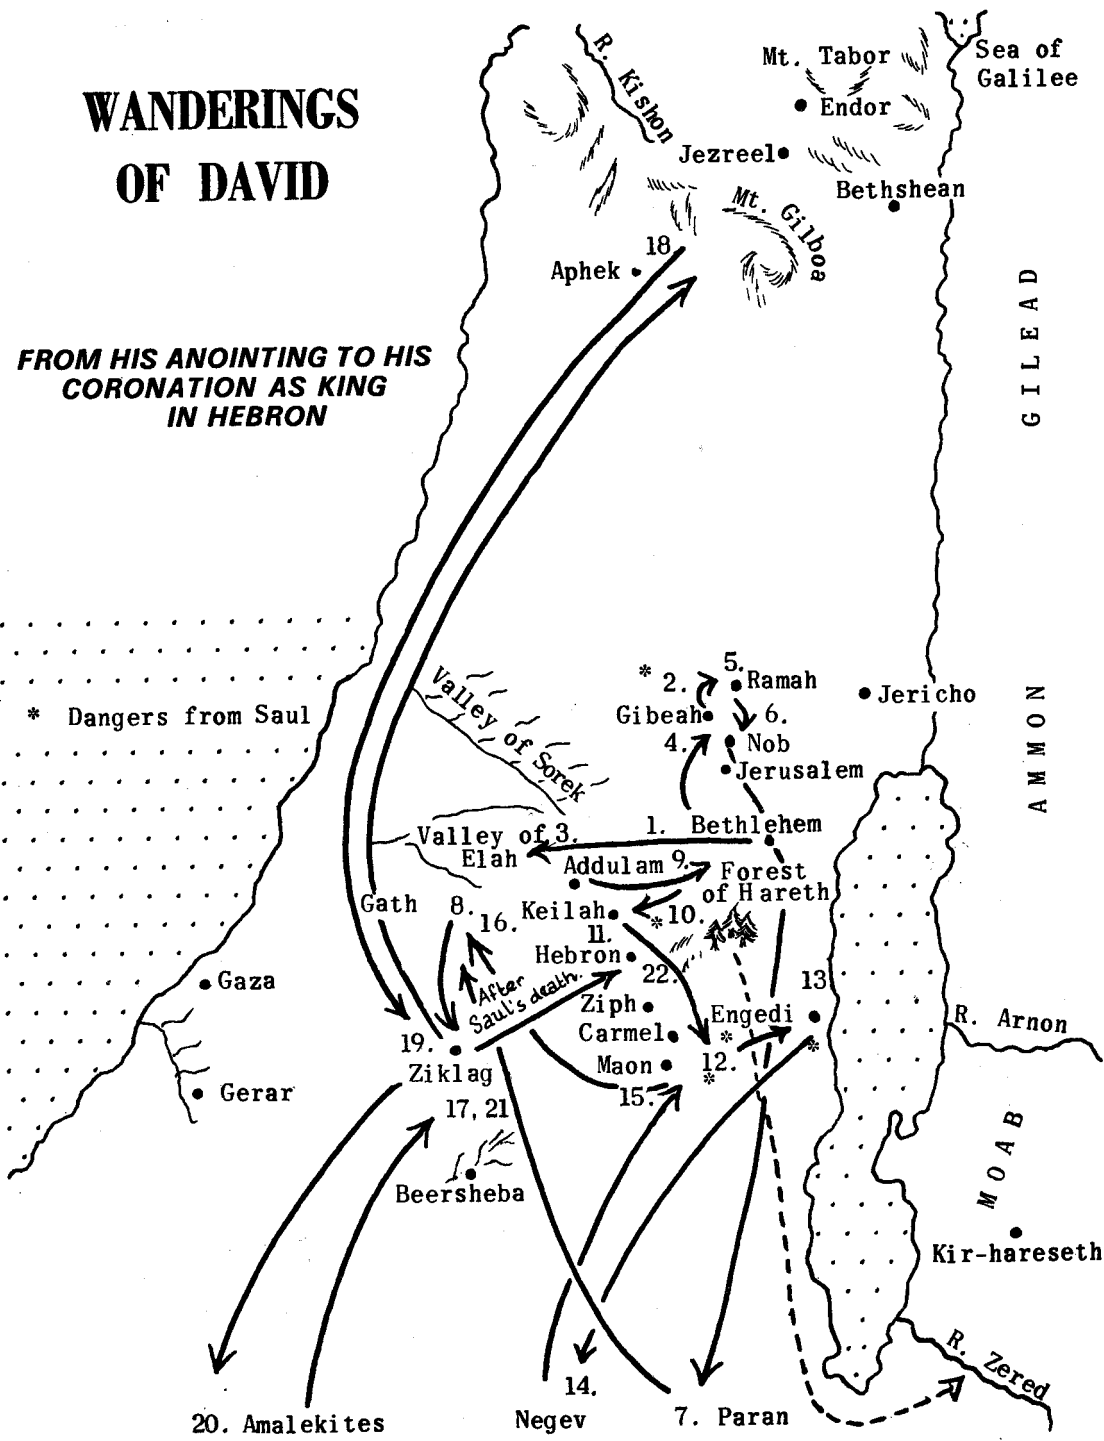 WANDERINGS
OF DAVID
FROM HIS ANOINTING TO HIS
CORONATION AS KING
IN HEBRON
R. Kishon
Mt. Tabor
Sea of
Galilee
Endor
Jezreel
Bethshean
Mt. Gilboa
18.
Aphek
GILEAD
* Dangers from Saul
Valley of Sorek
* 2.
5.
Ramah
Jericho
Gibeah
6.
4.
Nob
Jerusalem
AMMON
Valley of 3.
Elah
1. Bethlehem
Addulam 9.
Forest
of Hareth
Gath
8.
16.
Keilah
* 10.
11.
Hebron
22.
After
Saul's death.
Gaza
Ziph
Engedi
13
*
Carmel
*
R. Arnon
19.
Ziklag
Maon
12.
*
Gerar
17, 21
15.
Beersheba
MOAB
Kir-hareseth
R. Zered
14.
20. Amalekites
Negev
7. Paran